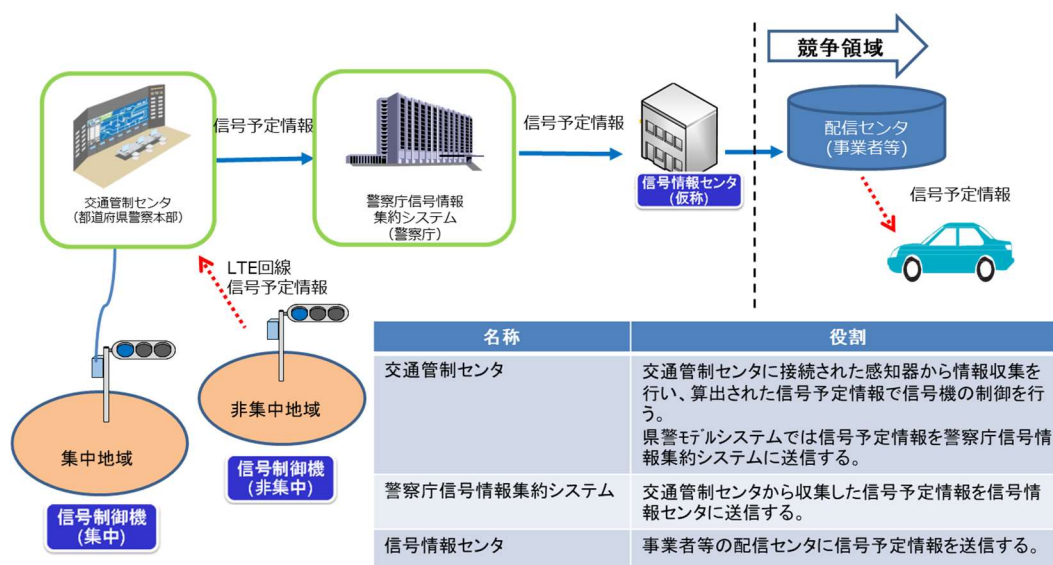 競争領域
信号予定情報
信号予定情報
配信センタ
(事業者等)
交通管制センタ
(都道府県警察本部)
警察庁信号情報
集約システム
(警察庁)
信号情報センタ
(仮称)
信号予定情報
LTE回線
信号予定情報
集中地域
非集中地域
信号制御機
(集中)
信号制御機
(非集中)
名称 役割
交通管制センタ 交通管制センタに接続された感知器から情報収集を
行い、算出された信号予定情報で信号機の制御を行
う。
県警ﾓﾃﾞﾙシステムでは信号予定情報を警察庁信号情
報集約システムに送信する。
警察庁信号情報集約システム 交通管制センタから収集した信号予定情報を信号情
報センタに送信する。
信号情報センタ 事業者等の配信センタに信号予定情報を送信する。